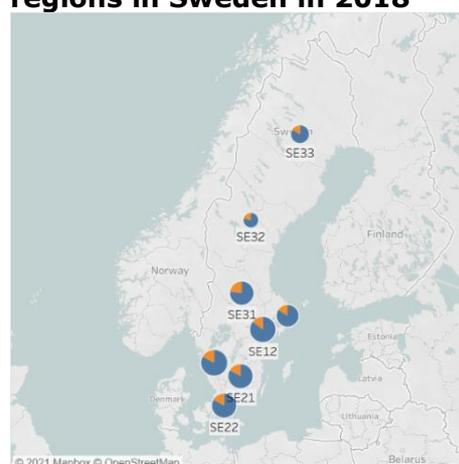 regions in Sweden in 2018
SE33
SE32
Finland
Norway
SE31
SE12
Estonia
Latvia
SE21
Denmark
Lithuania
SE22
Belarus
© 2021 Mapbox © OpenStreetMap